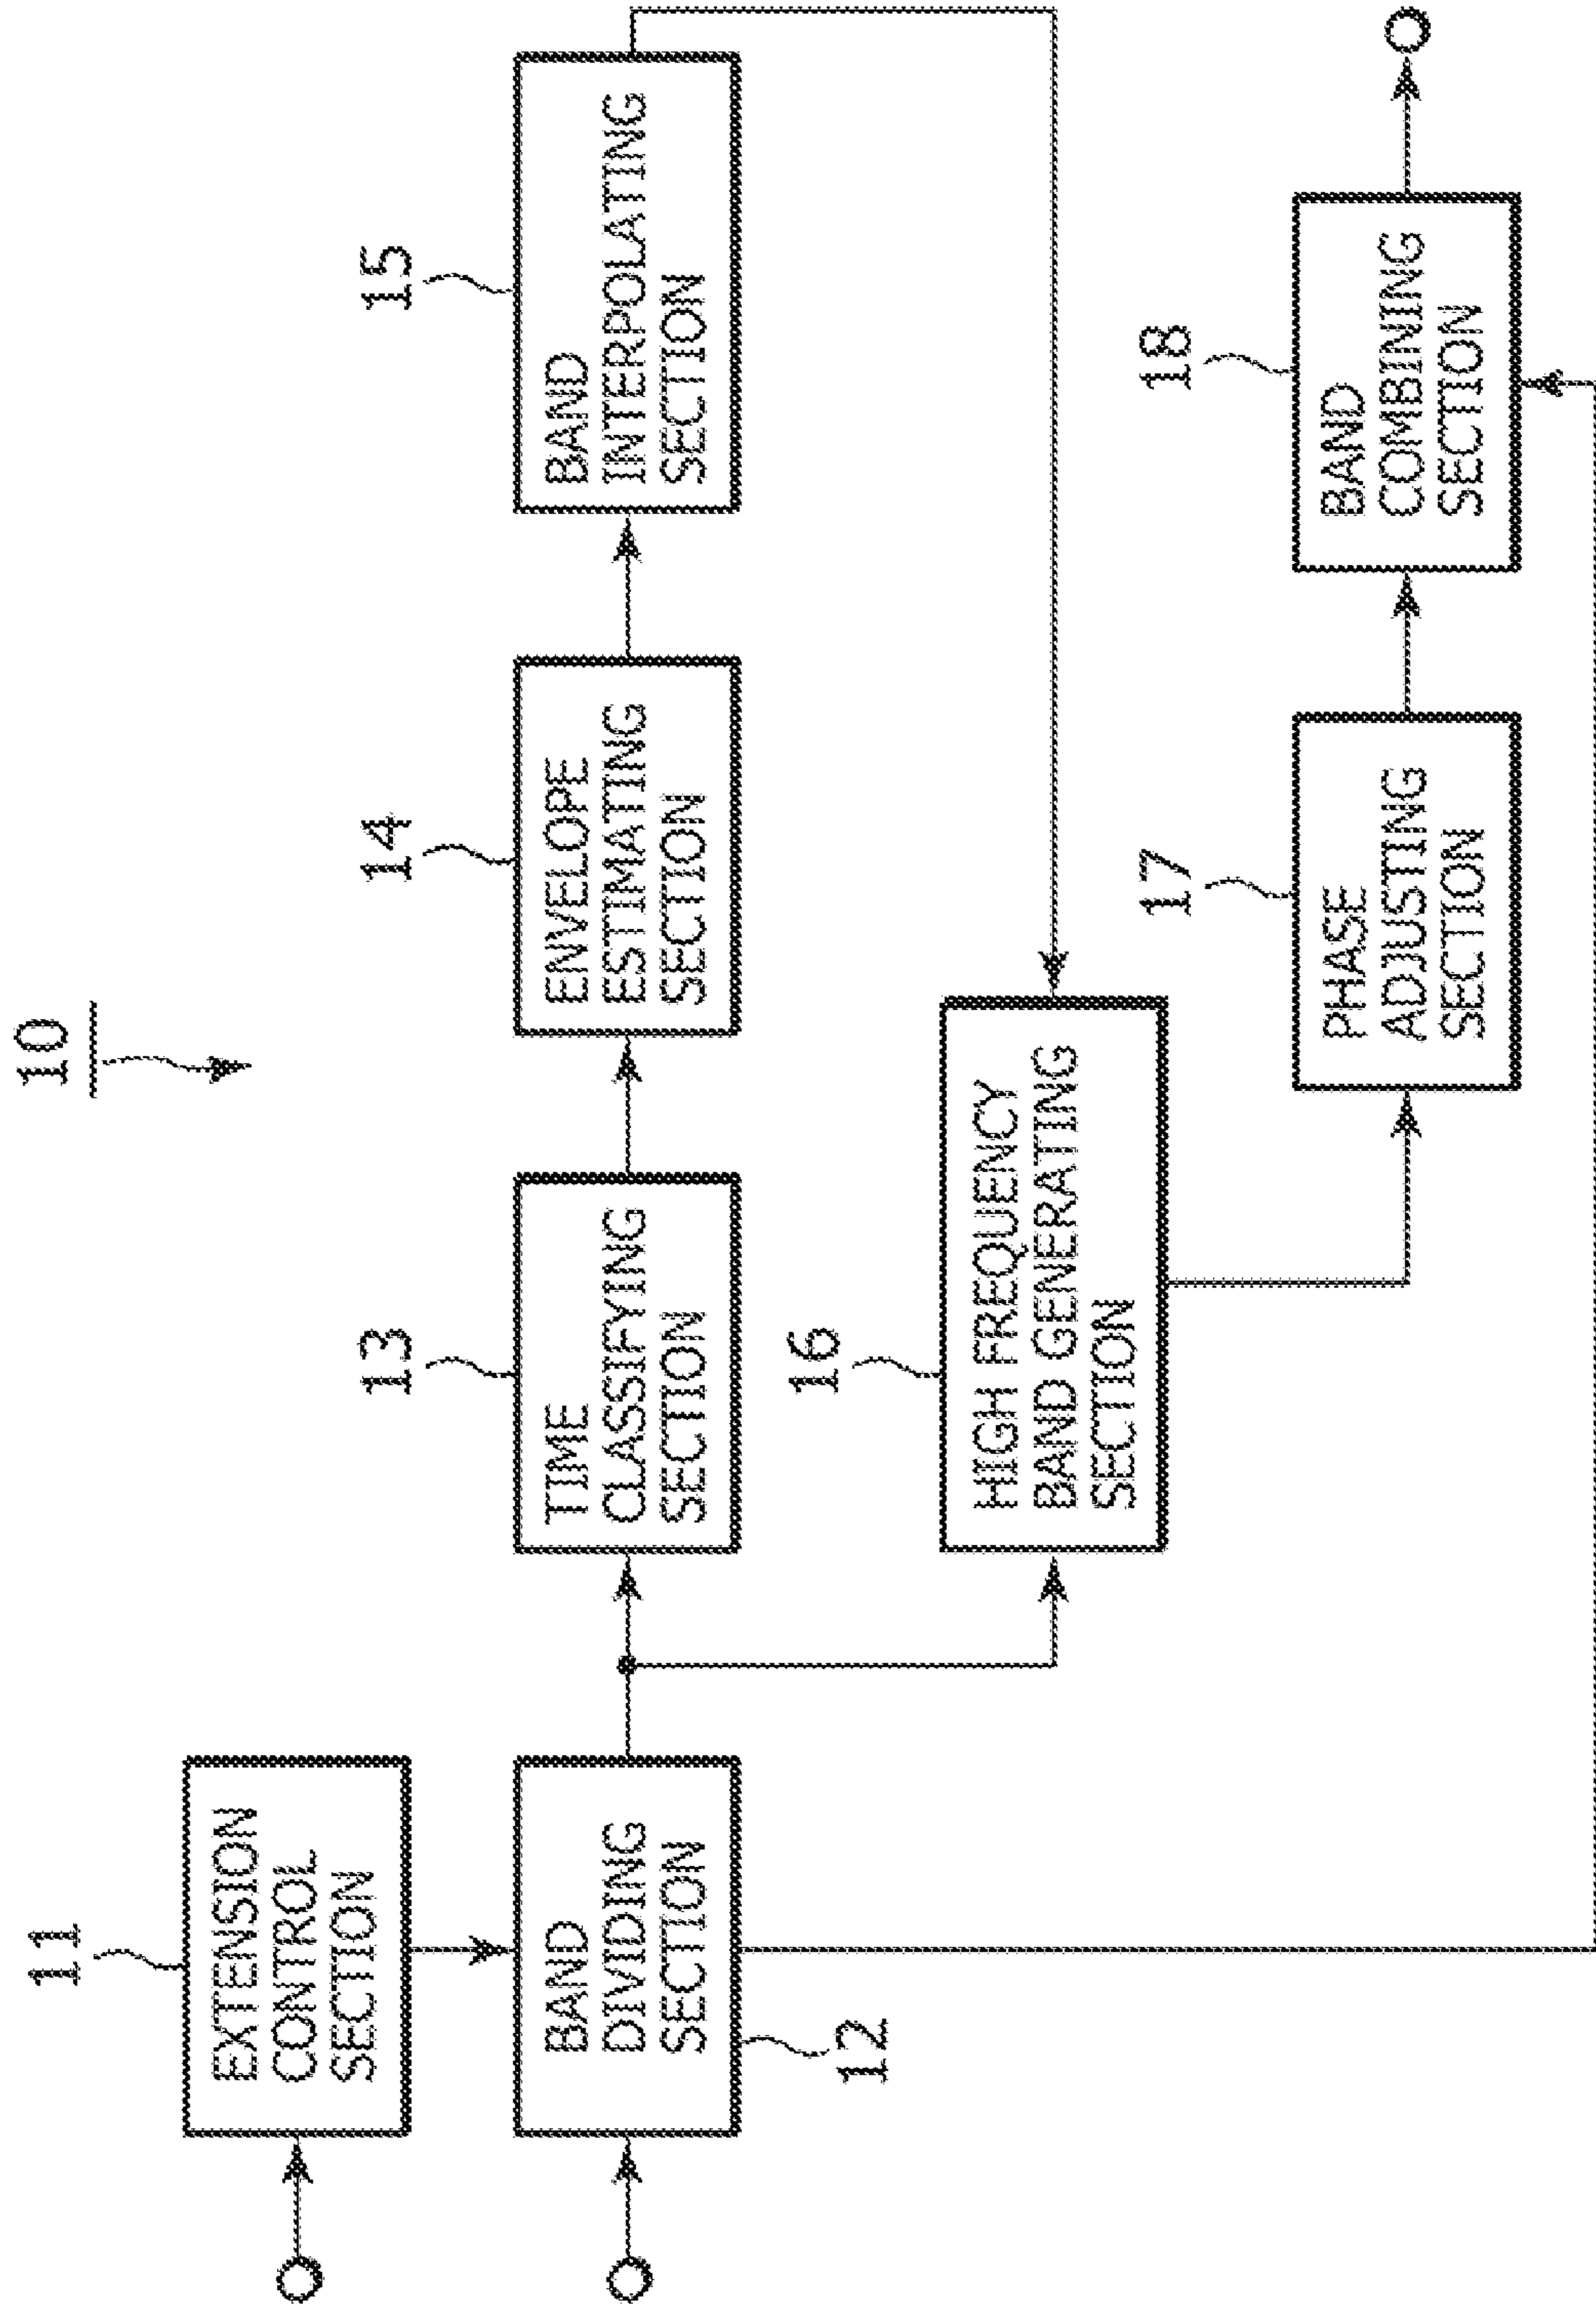 10
11
EXTENSION
CONTROL
SECTION
12
BAND
DIVIDING
SECTION
13
TIME
CLASSIFYING
SECTION
14
ENVELOPE
ESTIMATING
SECTION
15
BAND
INTERPOLATING
SECTION
16
HIGH FREQUENCY
BAND GENERATING
SECTION
17
PHASE
ADJUSTING
SECTION
18
BAND
COMBINING
SECTION